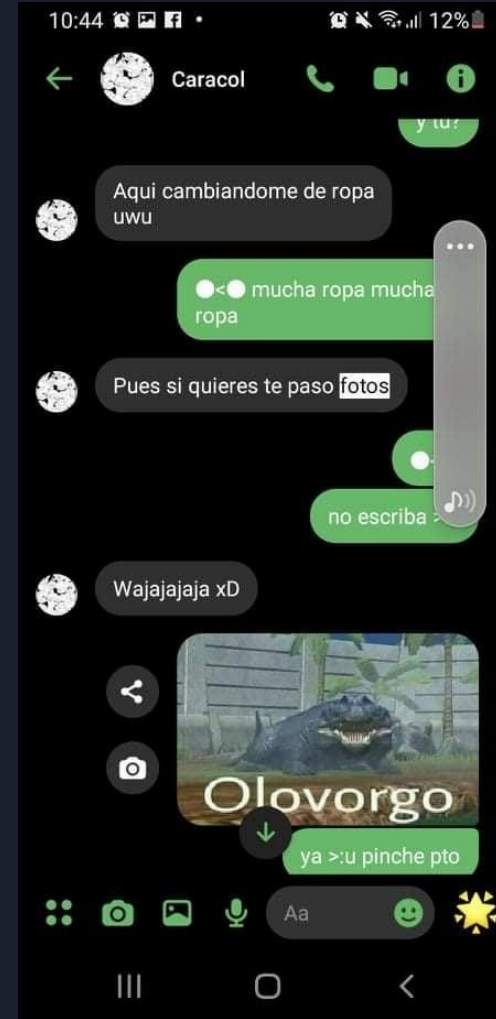 10:44
12%
Caracol
y tu?
Aqui cambiandome de ropa
uwu
●<● mucha ropa mucha
ropa
Pues si quieres te paso fotos
no escriba >
Wajajajaja xD
Olovorgo
ya >:u pinche pto
Aa